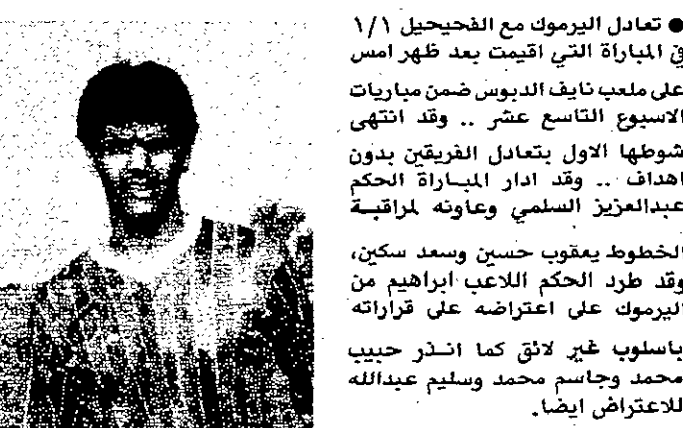 ● تعادل اليرموك مع الفحيحيل ١/١
في المباراة التي اقيمت بعد ظهر امس
على ملعب نايف الدبوس ضمن مباريات
الاسبوع التاسع عشر .. وقد انتهى
شوطها الاول بتعادل الفريقين بدون
اهداف .. وقد ادار المباراة الحكم
عبدالعزيز السلمي وعاونه لمراقبة
الخطوط يعقوب حسين وسعد سكين،
وقد طرد الحكم اللاعب ابراهيم من
اليرموك على اعتراضه على قراراته
باسلوب غير لائق كما انذر حبيب
محمد وجاسم محمد وسليم عبدالله
للاعتراض ايضا.